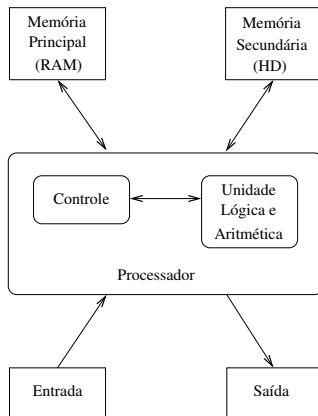 Memória
Principal
(RAM)
Memória
Secundária
(HD)
Controle
Unidade
Lógica e
Aritmética
Processador
Entrada
Saída